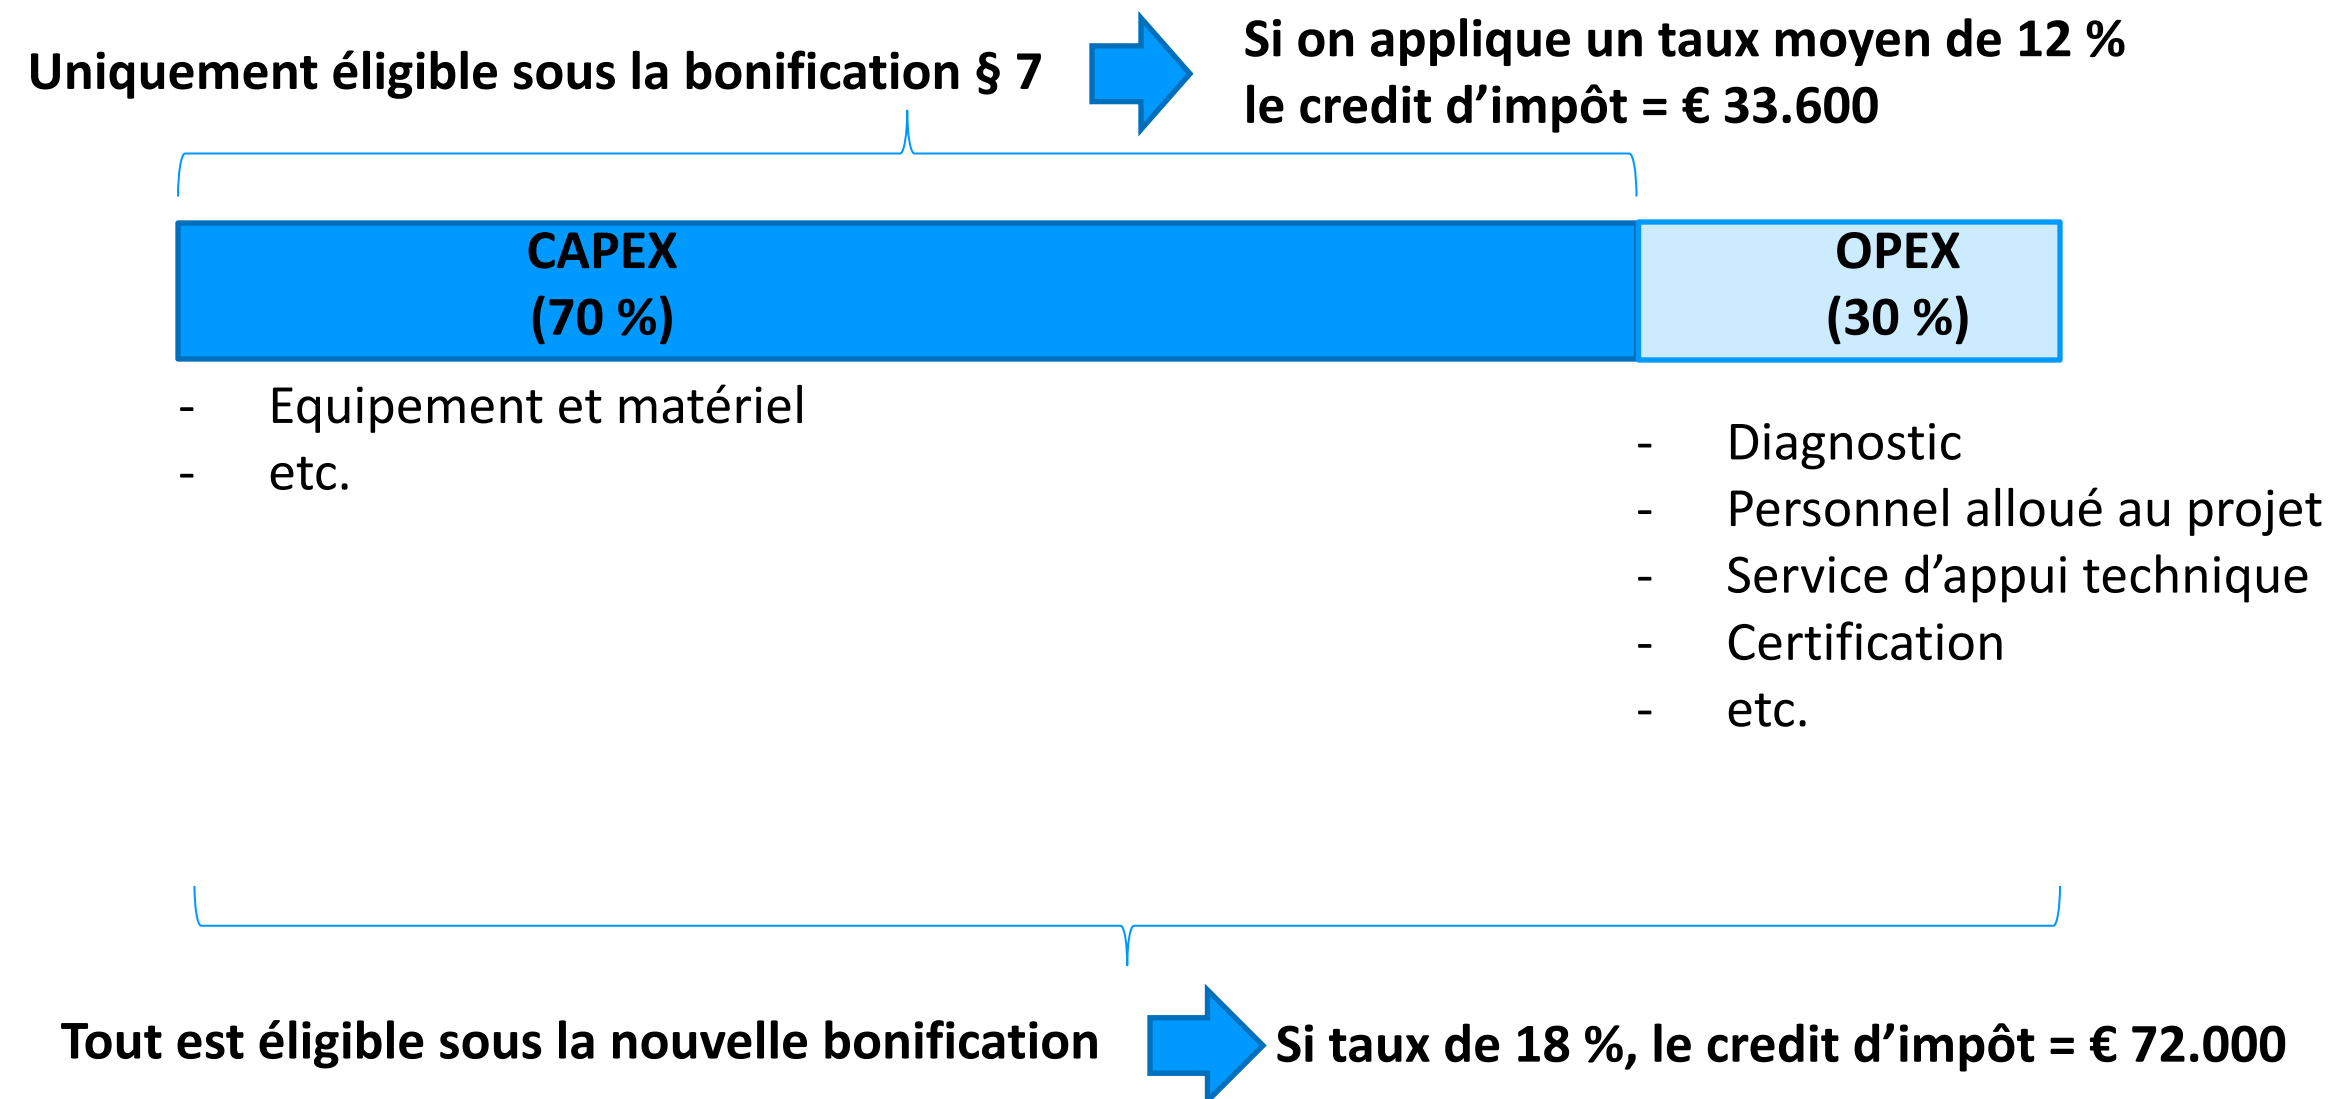 Uniquement éligible sous la bonification § 7
Si on applique un taux moyen de 12 %
le credit d’impôt = € 33.600
CAPEX
(70 %)
OPEX
(30 %)
- Equipement et matériel
- etc.
- Diagnostic
- Personnel alloué au projet
- Service d’appui technique
- Certification
- etc.
Tout est éligible sous la nouvelle bonification
Si taux de 18 %, le credit d’impôt = € 72.000